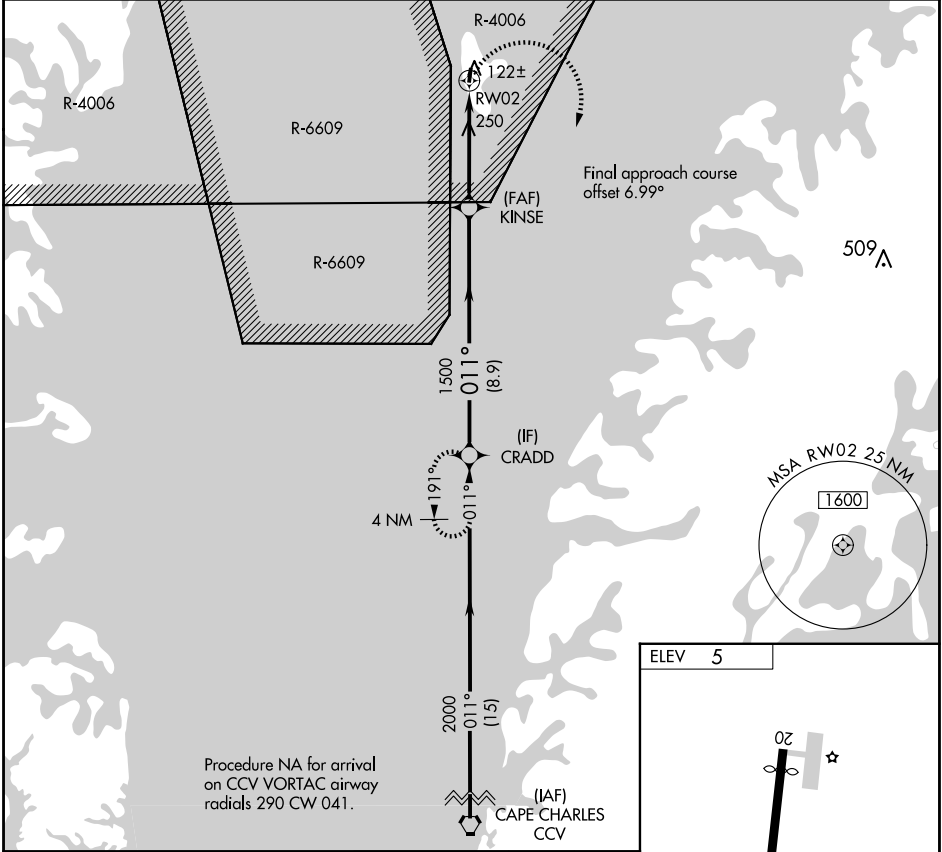 R-4006
122±
RW02
250
R-4006
R-6609
Final approach course
offset 6.99°
(FAF)
KINSE
509
R-6609
1500
011°
(8.9)
(IF)
CRADD
MSA RW02 25 NM
1600
191°
011°
4 NM
ELEV 5
2000
011°
(15)
20
Procedure NA for arrival
on CCV VORTAC airway
radials 290 CW 041.
(IAF)
CAPE CHARLES
CCV